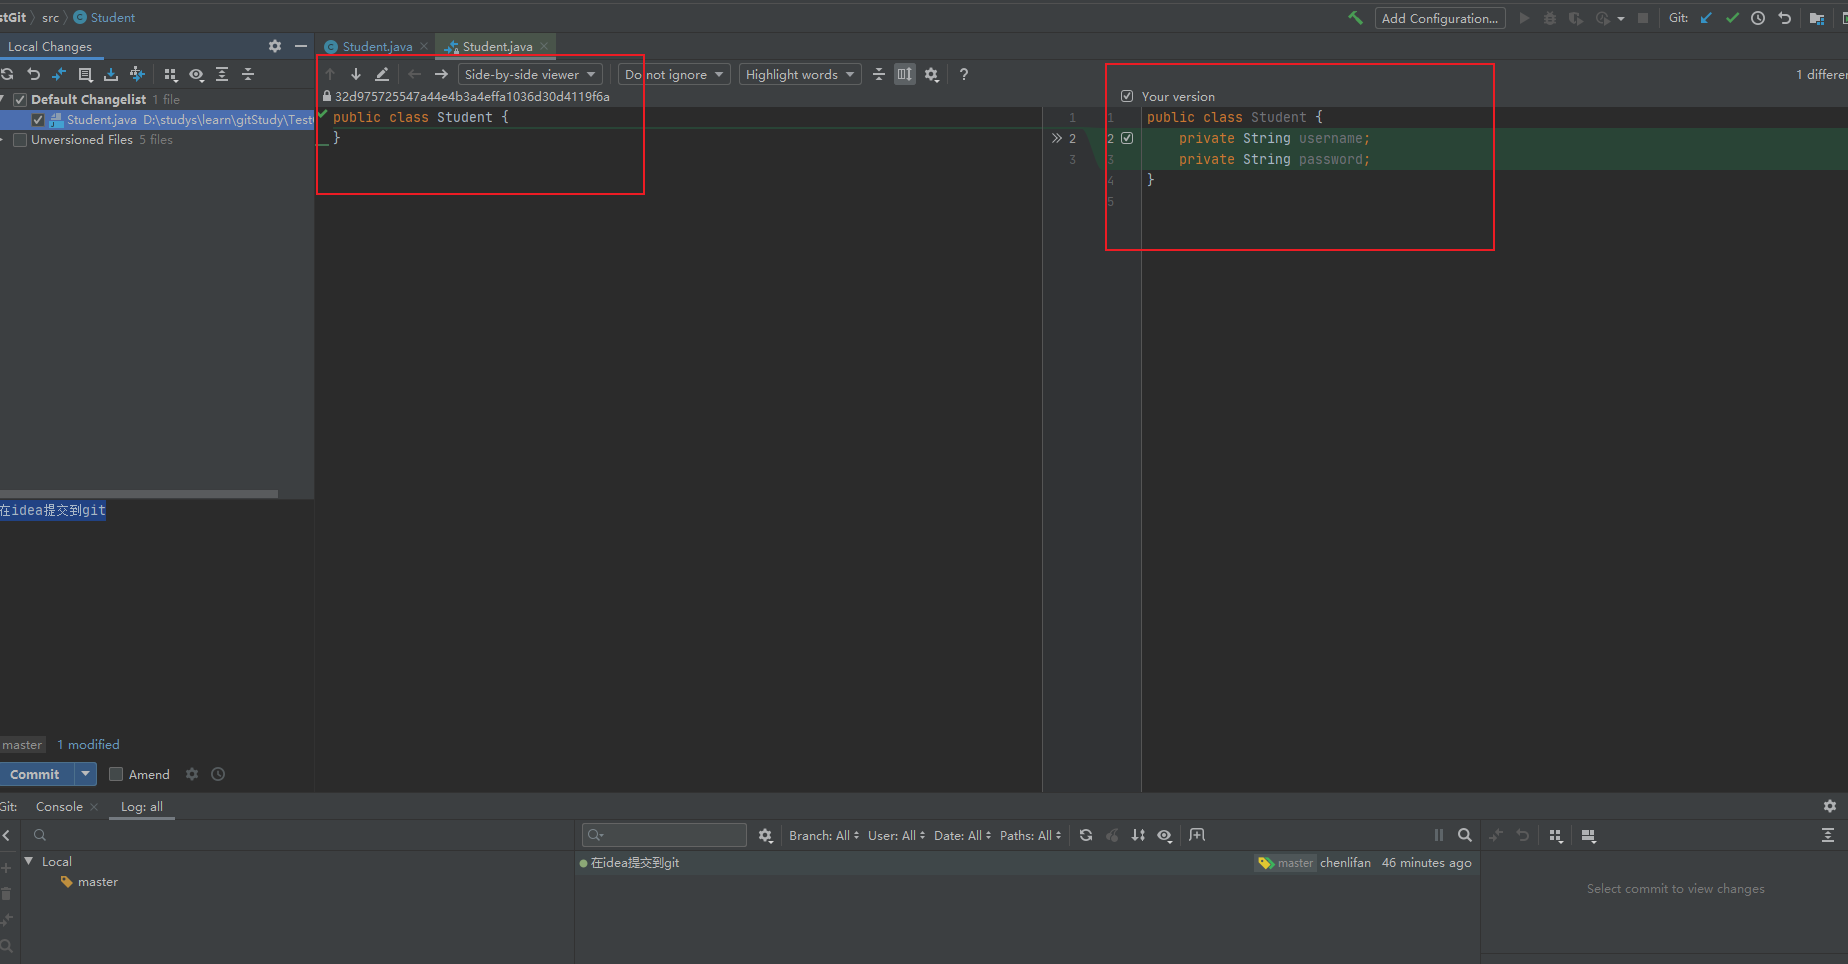 stGit src Student
Add Configuration... Git:
Local Changes
Student.java Student.java
Side-by-side viewer Do not ignore Highlight words ?
1 differen
32d975725547a44e4b3a4effa1036d30d4119f6a
Your version
Default Changelist 1 file
Student.java D:\studys\learn\gitStudy\Test
Unversioned Files 5 files
public class Student {
}
1
2
3
1
2
3
4
5
public class Student {
private String username;
private String password;
}
在idea提交到git
master 1 modified
Commit Amend
Git: Console Log: all
Branch: All User: All Date: All Paths: All
Local
master
在idea提交到git master chenlifan 46 minutes ago
Select commit to view changes